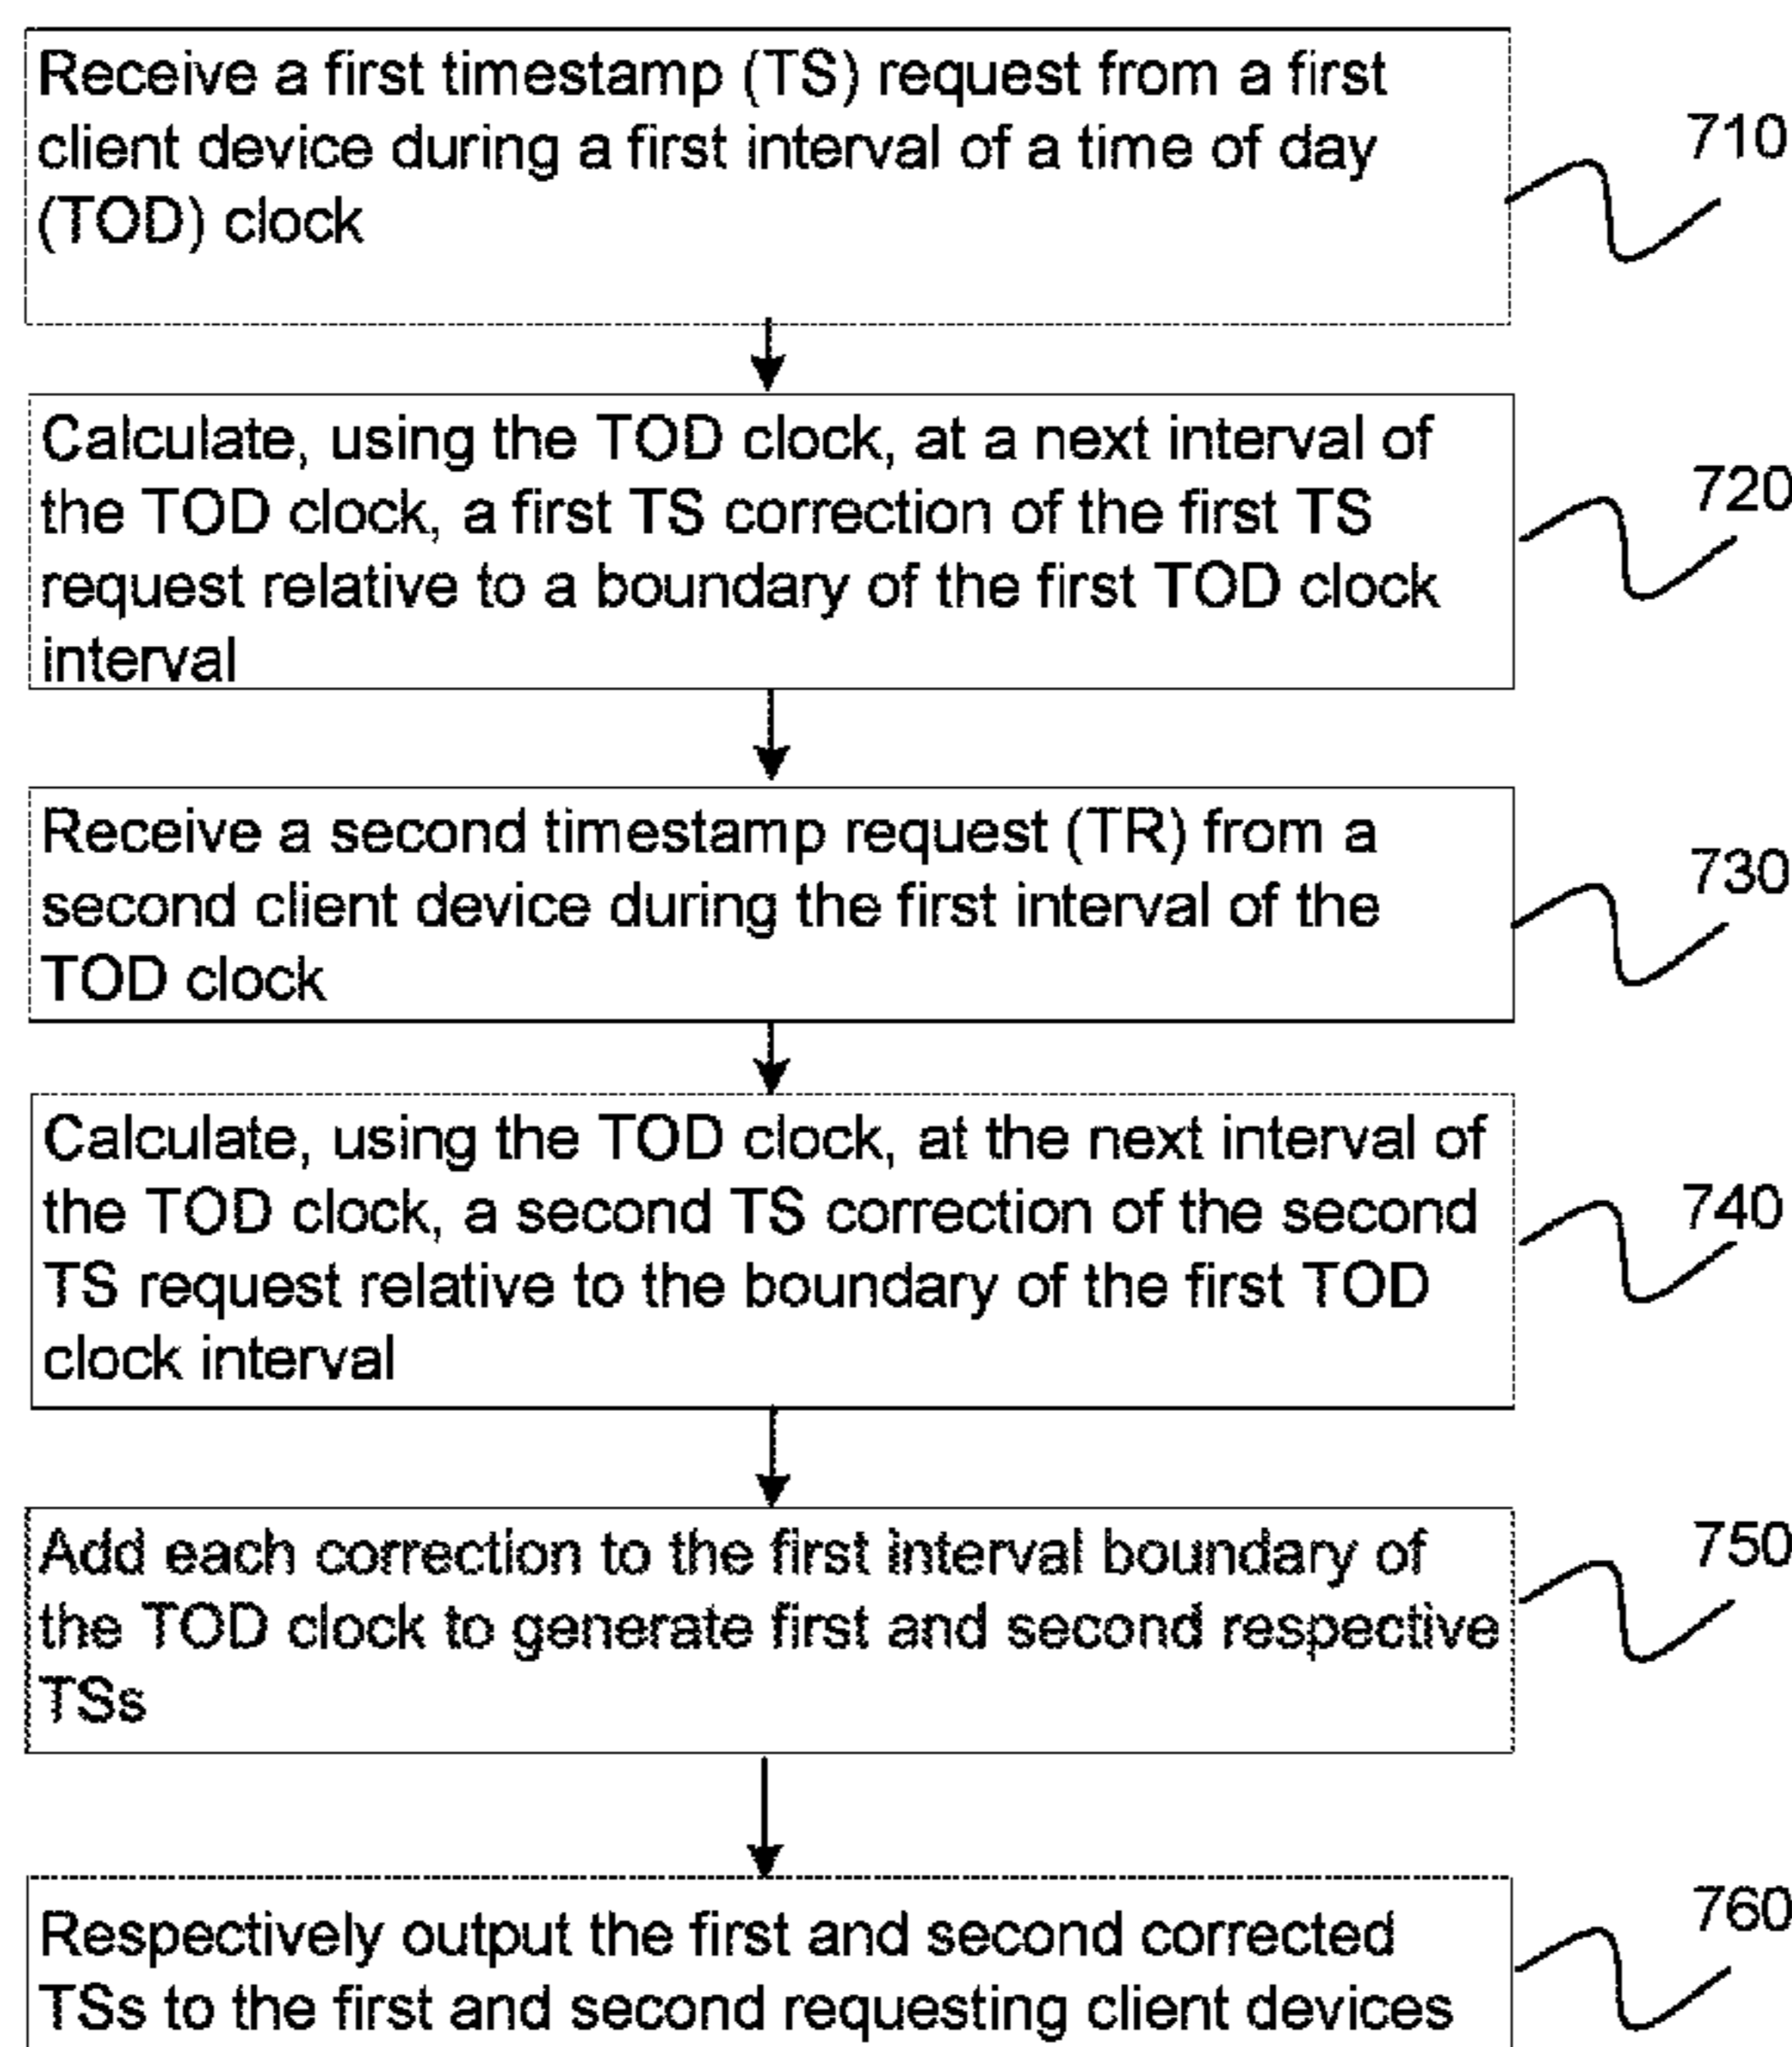 Receive a first timestamp (TS) request from a first
client device during a first interval of a time of day
(TOD) clock
710
Calculate, using the TOD clock, at a next interval of
the TOD clock, a first TS correction of the first TS
request relative to a boundary of the first TOD clock
interval
720
Receive a second timestamp request (TR) from a
second client device during the first interval of the
TOD clock
730
Calculate, using the TOD clock, at the next interval of
the TOD clock, a second TS correction of the second
TS request relative to the boundary of the first TOD
clock interval
740
Add each correction to the first interval boundary of
the TOD clock to generate first and second respective
TSs
750
Respectively output the first and second corrected
TSs to the first and second requesting client devices
760